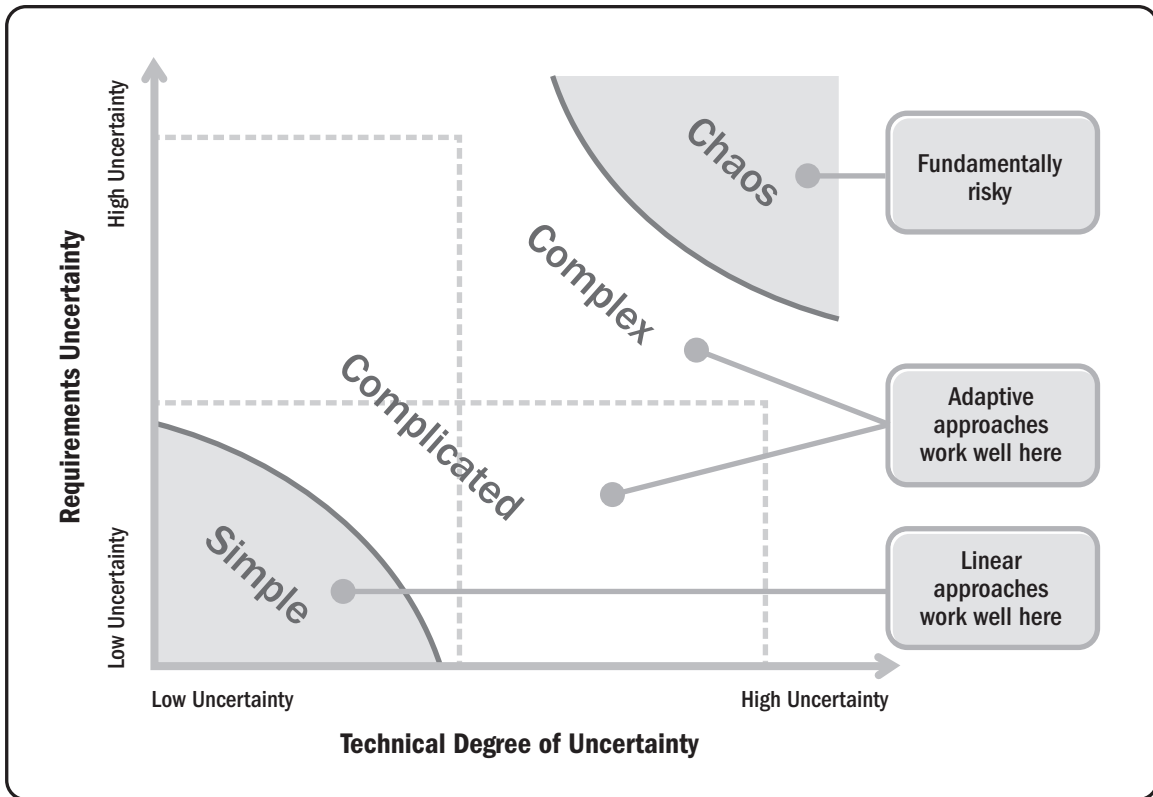 High Uncertainty
Requirements Uncertainty
Low Uncertainty
Chaos
Complex
Complicated
Simple
Fundamentally
risky
Adaptive
approaches
work well here
Linear
approaches
work well here
Low Uncertainty
High Uncertainty
Technical Degree of Uncertainty